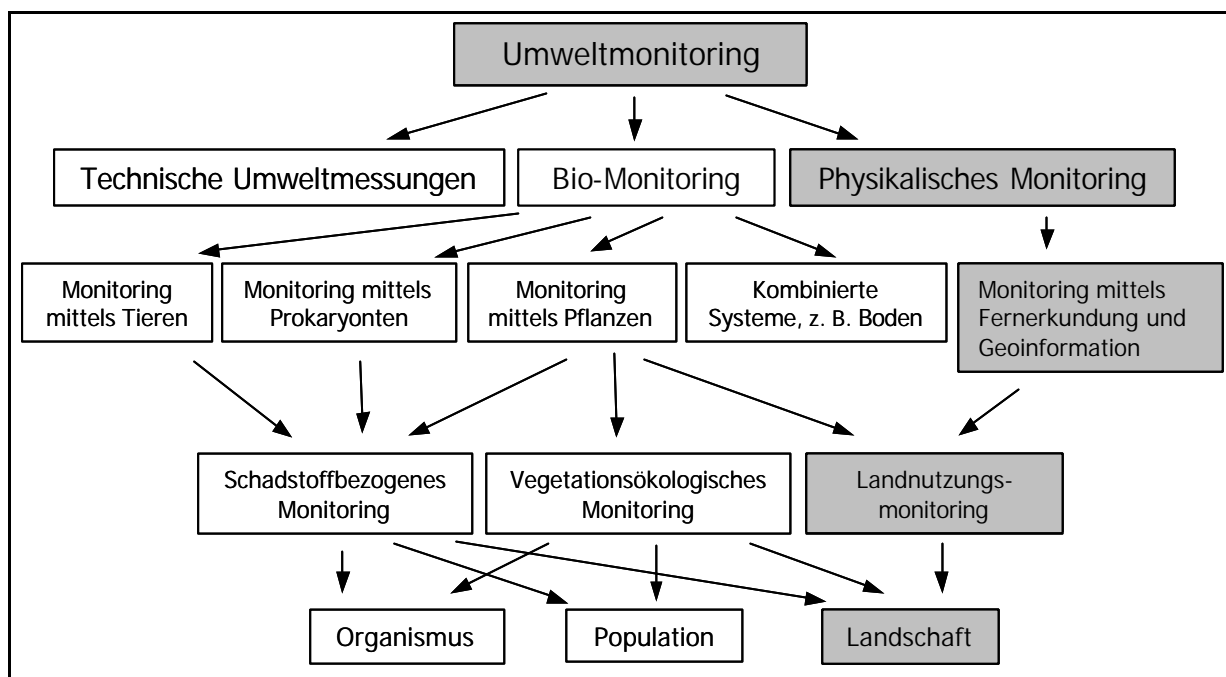 Umweltmonitoring
Technische Umweltmessungen
Bio-Monitoring
Physikalisches Monitoring
Monitoring
mittels Tieren
Monitoring mittels
Prokaryonten
Monitoring
mittels Pflanzen
Kombinierte
Systeme, z. B. Boden
Monitoring mittels
Fernerkundung und
Geoinformation
Schadstoffbezogenes
Monitoring
Vegetationsökologisches
Monitoring
Landnutzungs-
monitoring
Organismus
Population
Landschaft